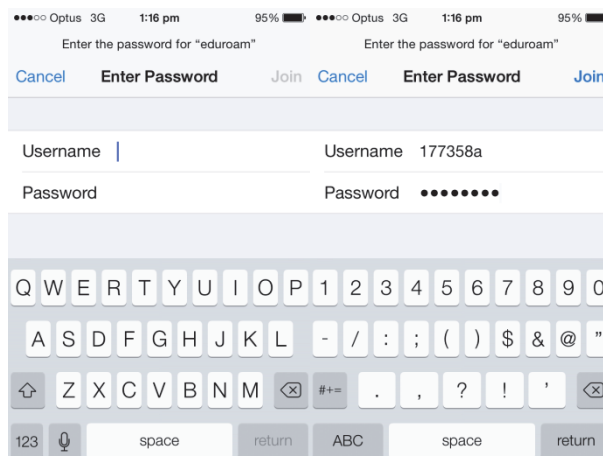 Optus 3G 1:16 pm 95%
Enter the password for “eduroam”
Cancel Enter Password Join
Username
Password
Q W E R T Y U I O P
A S D F G H J K L
Z X C V B N M
123 space return
Optus 3G 1:16 pm 95%
Enter the password for “eduroam”
Cancel Enter Password Join
Username 177358a
Password ••••••••
1 2 3 4 5 6 7 8 9 0
- / : ; ( ) $ & @ "
#+= . , ? ! '
ABC space return